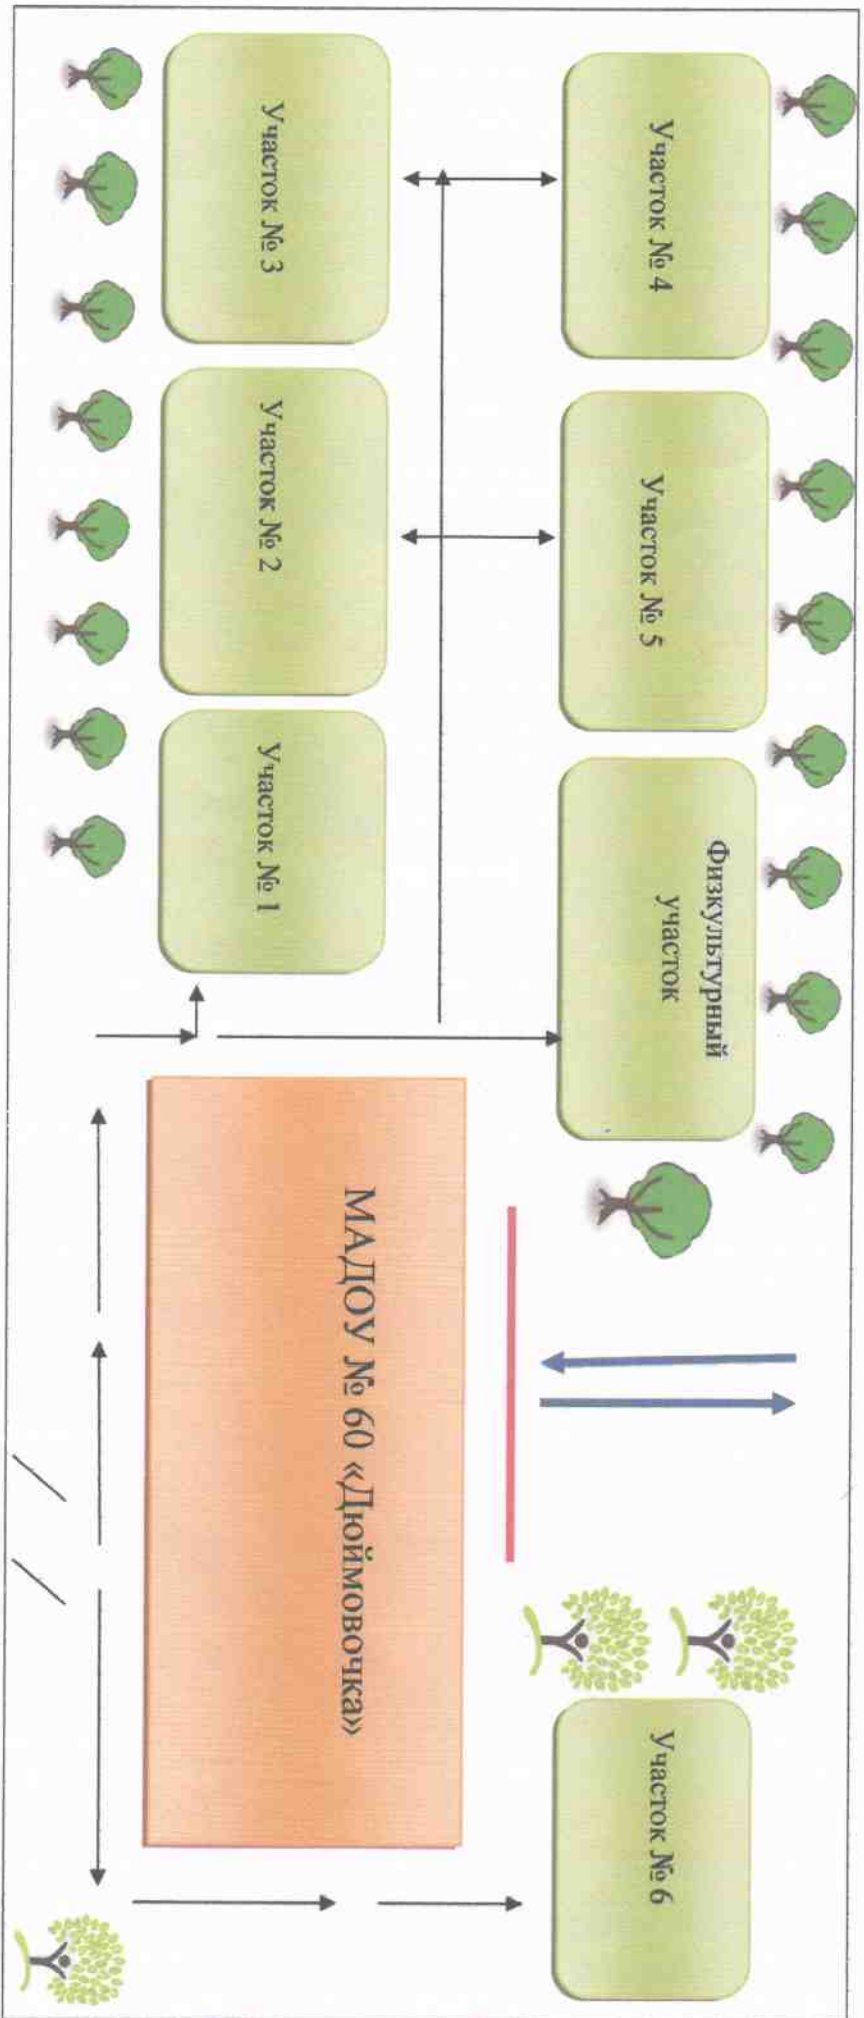 Участок № 4
Участок № 5
Физкультурный
участок
Участок № 6
Участок № 3
Участок № 2
Участок № 1
МАДОУ № 60 «Дюймовочка»